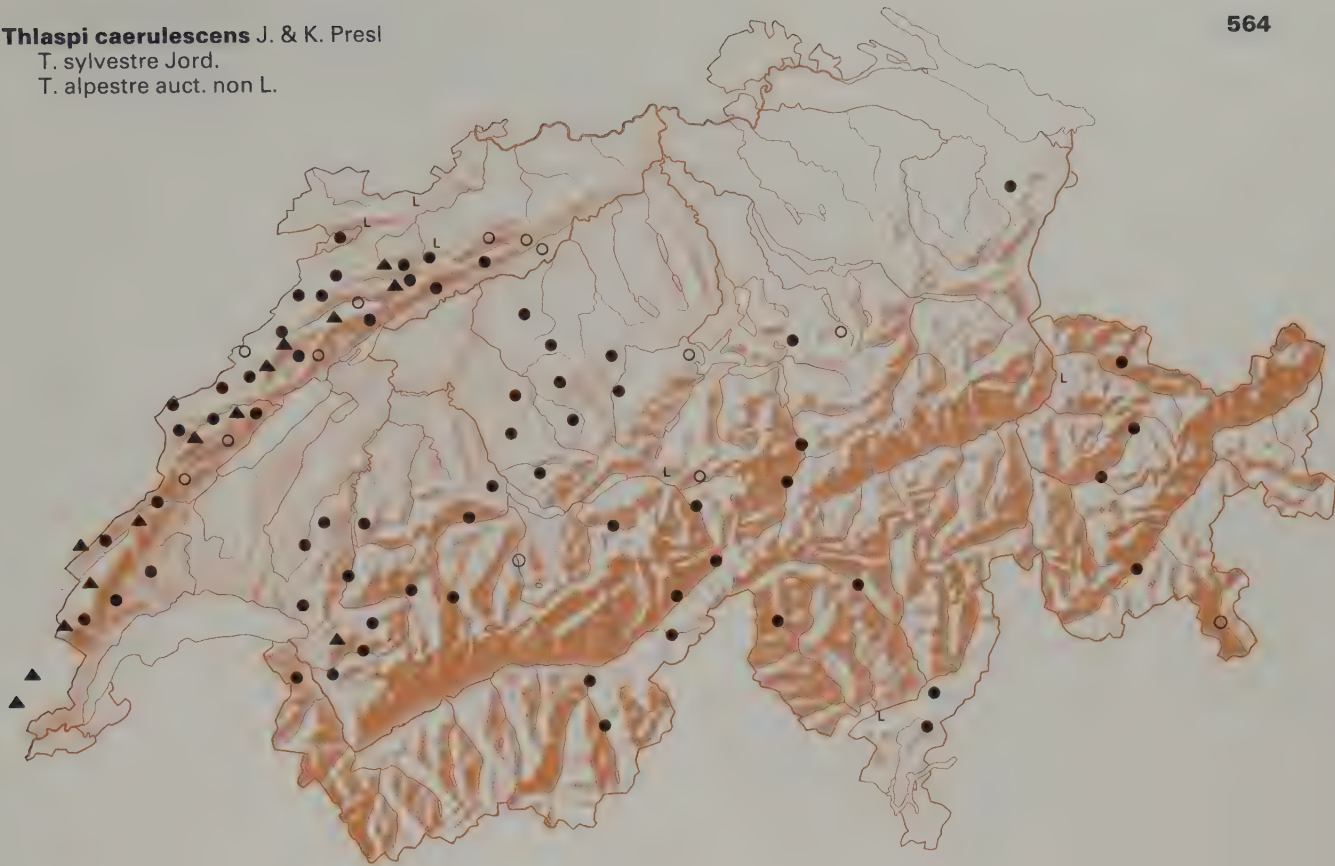 Thlaspi caerulescens J. & K. Presl
T. sylvestre Jord.
T. alpestre auct. non L.
564
L
L
L
L
L
L